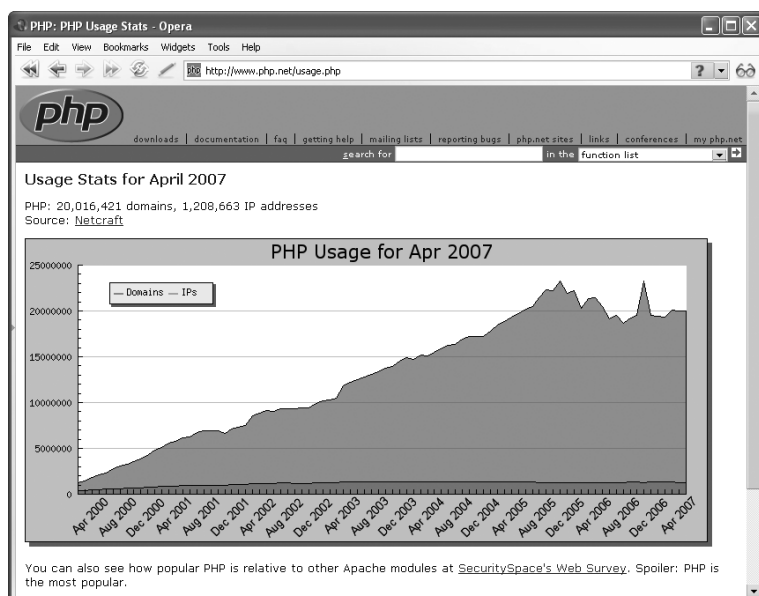 PHP: PHP Usage Stats - Opera
File Edit View Bookmarks Widgets Tools Help
php http://www.php.net/usage.php ?
php
downloads | documentation | faq | getting help | mailing lists | reporting bugs | php.net sites | links | conferences | my php.net
search for in the function list
Usage Stats for April 2007
PHP: 20,016,421 domains, 1,208,663 IP addresses
Source: Netcraft
PHP Usage for Apr 2007
25000000
Domains IPs
20000000
15000000
10000000
5000000
0
Apr 2000 Aug 2000 Dec 2000 Apr 2001 Aug 2001 Dec 2001 Apr 2002 Aug 2002 Dec 2002 Apr 2003 Aug 2003 Dec 2003 Apr 2004 Aug 2004 Dec 2004 Apr 2005 Aug 2005 Dec 2005 Apr 2006 Aug 2006 Dec 2006 Apr 2007
You can also see how popular PHP is relative to other Apache modules at SecuritySpace's Web Survey. Spoiler: PHP is
the most popular.